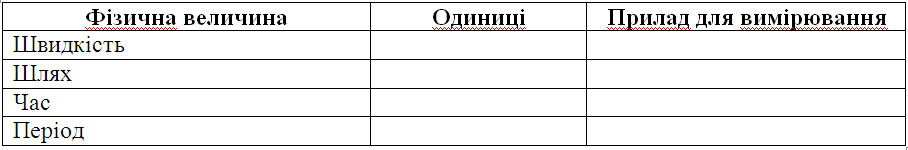 Фізична величина Одиниці Прилад для вимірювання
Швидкість
Шлях
Час
Період